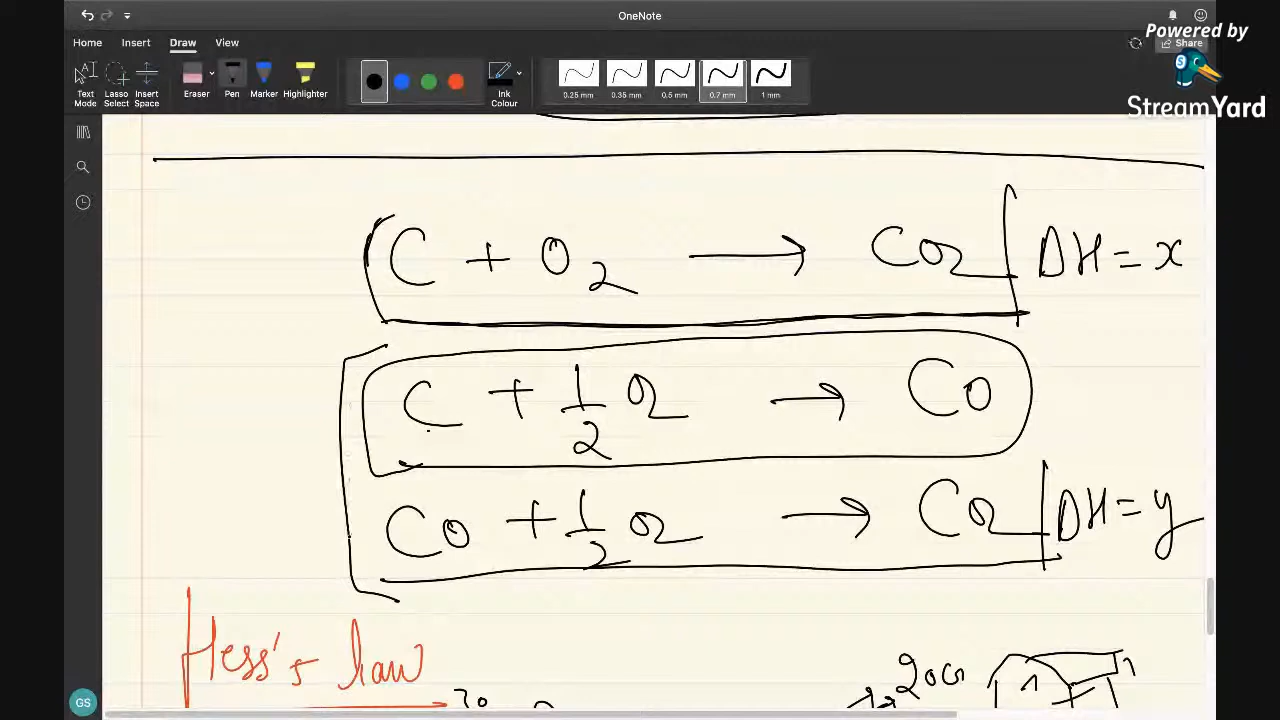 OneNote
Powered by
Home Insert Draw View
Share
StreamYard
Text Mode
Lasso Select
Insert Space
Eraser
Pen
Marker
Highlighter
Ink Colour
0.25 mm
0.35 mm
0.5 mm
0.7 mm
1 mm
C + O2 → CO2 | DH = x
C + 1/2 O2 → CO
CO + 1/2 O2 → CO2 | DH = y
Hess's law
GS